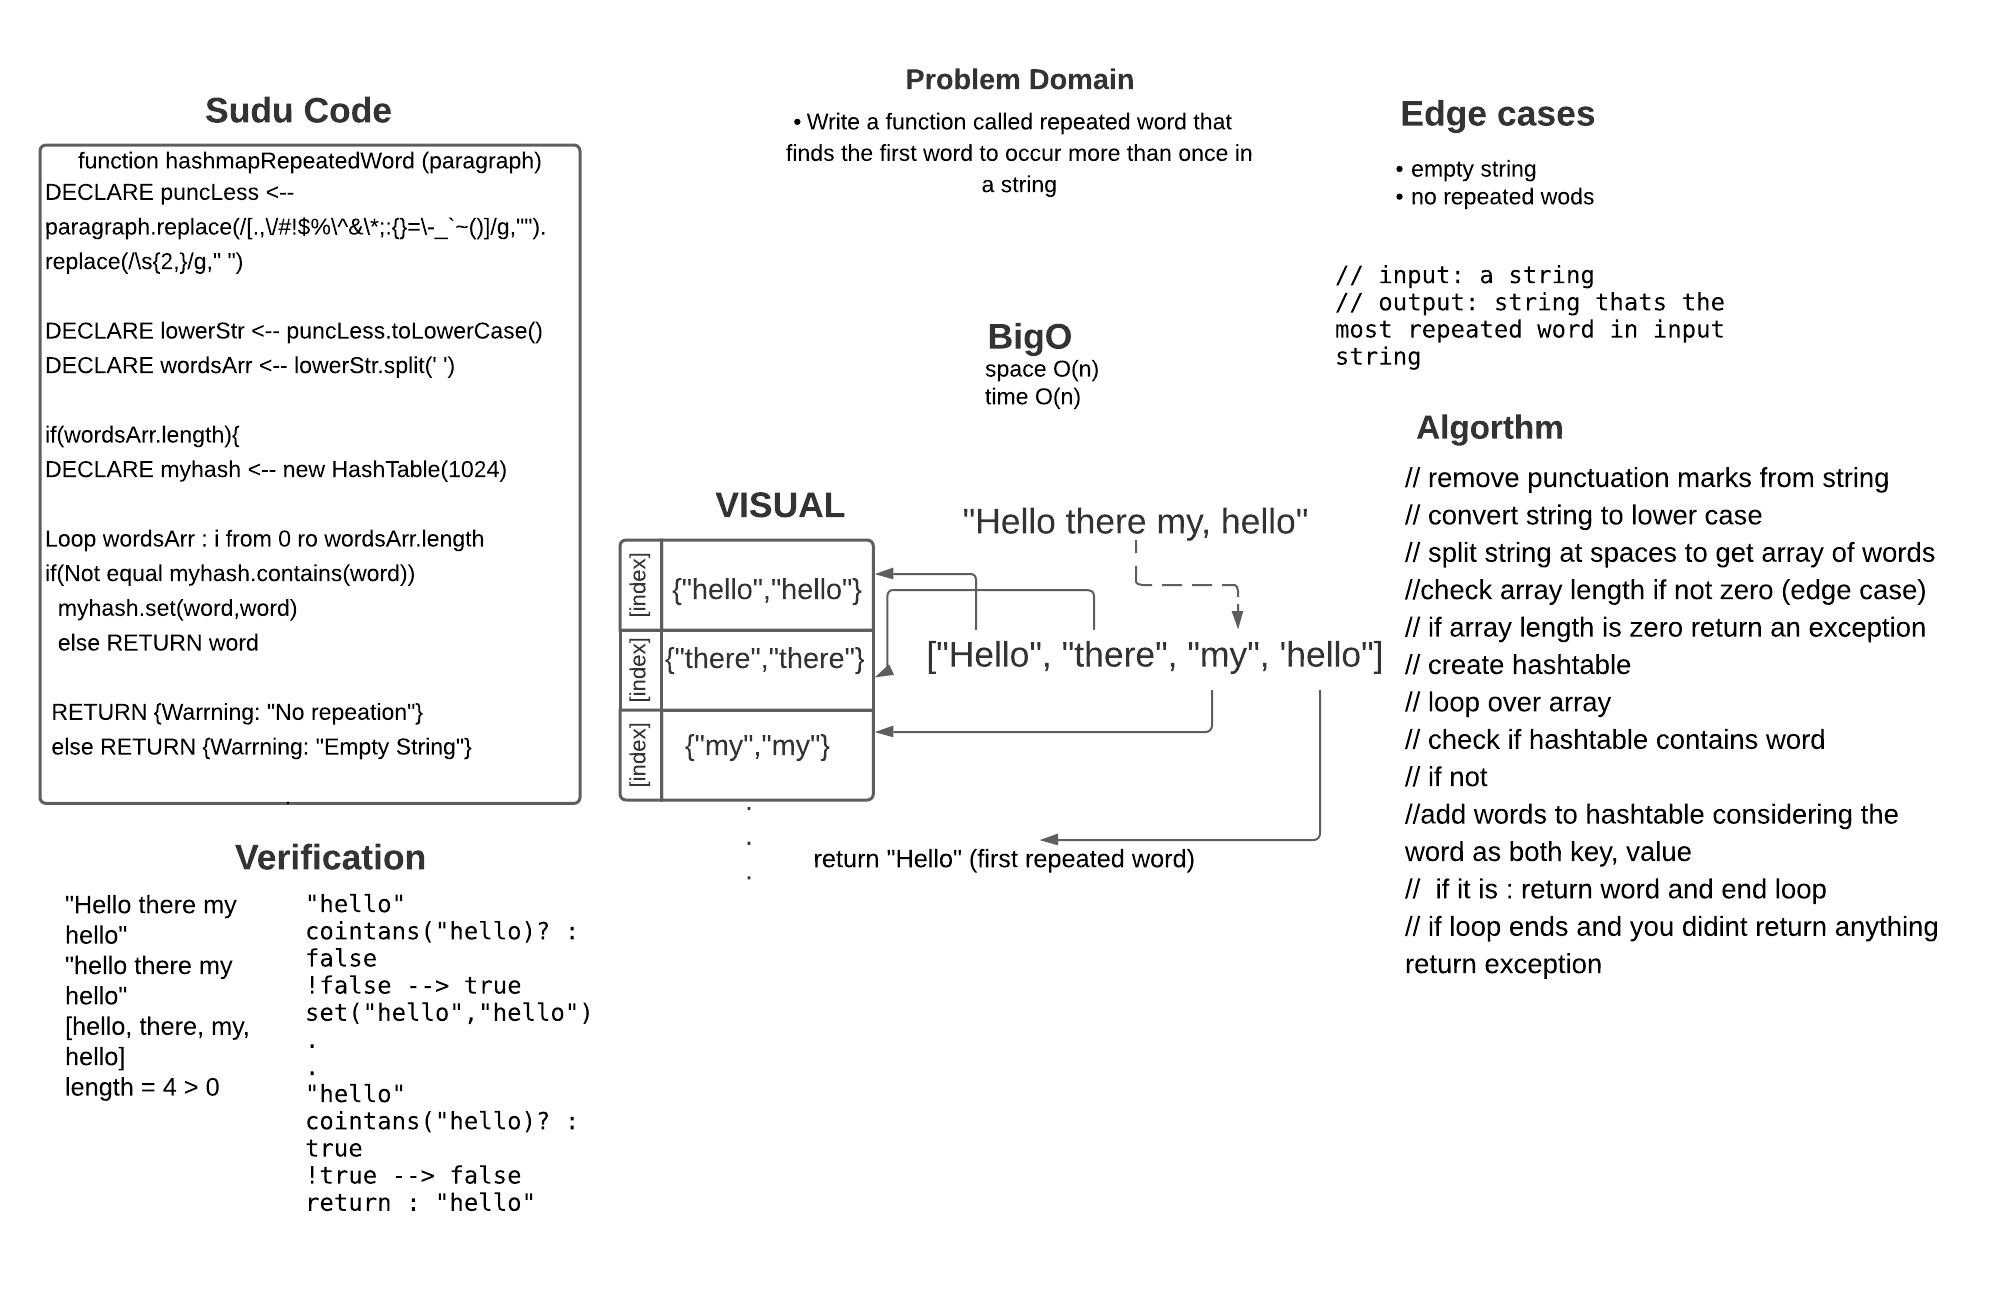 Sudu Code
function hashmapRepeatedWord (paragraph)
DECLARE puncLess <--
paragraph.replace(/[.,\/#!$%\^&\*;:{}=\-_`~()]/g,"").
replace(/\s{2,}/g," ")
DECLARE lowerStr <-- puncLess.toLowerCase()
DECLARE wordsArr <-- lowerStr.split(' ')
if(wordsArr.length){
DECLARE myhash <-- new HashTable(1024)
Loop wordsArr : i from 0 ro wordsArr.length
if(Not equal myhash.contains(word))
myhash.set(word,word)
else RETURN word
RETURN {Warrning: "No repeation"}
else RETURN {Warrning: "Empty String"}
Verification
"Hello there my
hello"
"hello there my
hello"
[hello, there, my,
hello]
length = 4 > 0
"hello"
cointans("hello)? :
false
!false --> true
set("hello","hello")
.
.
"hello"
cointans("hello)? :
true
!true --> false
return : "hello"
Problem Domain
• Write a function called repeated word that
finds the first word to occur more than once in
a string
BigO
space O(n)
time O(n)
VISUAL
[index]
{"hello","hello"}
[index]
{"there","there"}
[index]
{"my","my"}
.
.
.
"Hello there my, hello"
["Hello", "there", "my", 'hello"]
return "Hello" (first repeated word)
Edge cases
• empty string
• no repeated wods
// input: a string
// output: string thats the
most repeated word in input
string
Algorthm
// remove punctuation marks from string
// convert string to lower case
// split string at spaces to get array of words
//check array length if not zero (edge case)
// if array length is zero return an exception
// create hashtable
// loop over array
// check if hashtable contains word
// if not
//add words to hashtable considering the
word as both key, value
// if it is : return word and end loop
// if loop ends and you didint return anything
return exception